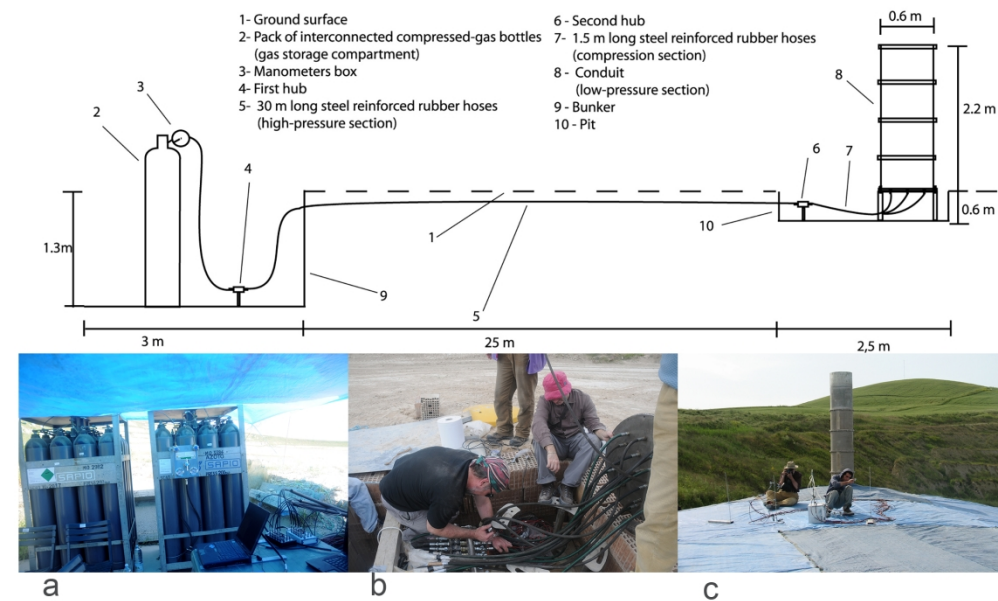 1- Ground surface
2- Pack of interconnected compressed-gas bottles
(gas storage compartment)
3- Manometers box
4- First hub
5- 30 m long steel reinforced rubber hoses
(high-pressure section)
6 - Second hub
7- 1.5 m long steel reinforced rubber hoses
(compression section)
8 - Conduit
(low-pressure section)
9 - Bunker
10 - Pit
0.6 m
8
2.2 m
3
2
4
6
7
0.6 m
1.3m
1
10
9
5
3 m
25 m
2,5 m
SAPIO
SAPIO
a
b
c